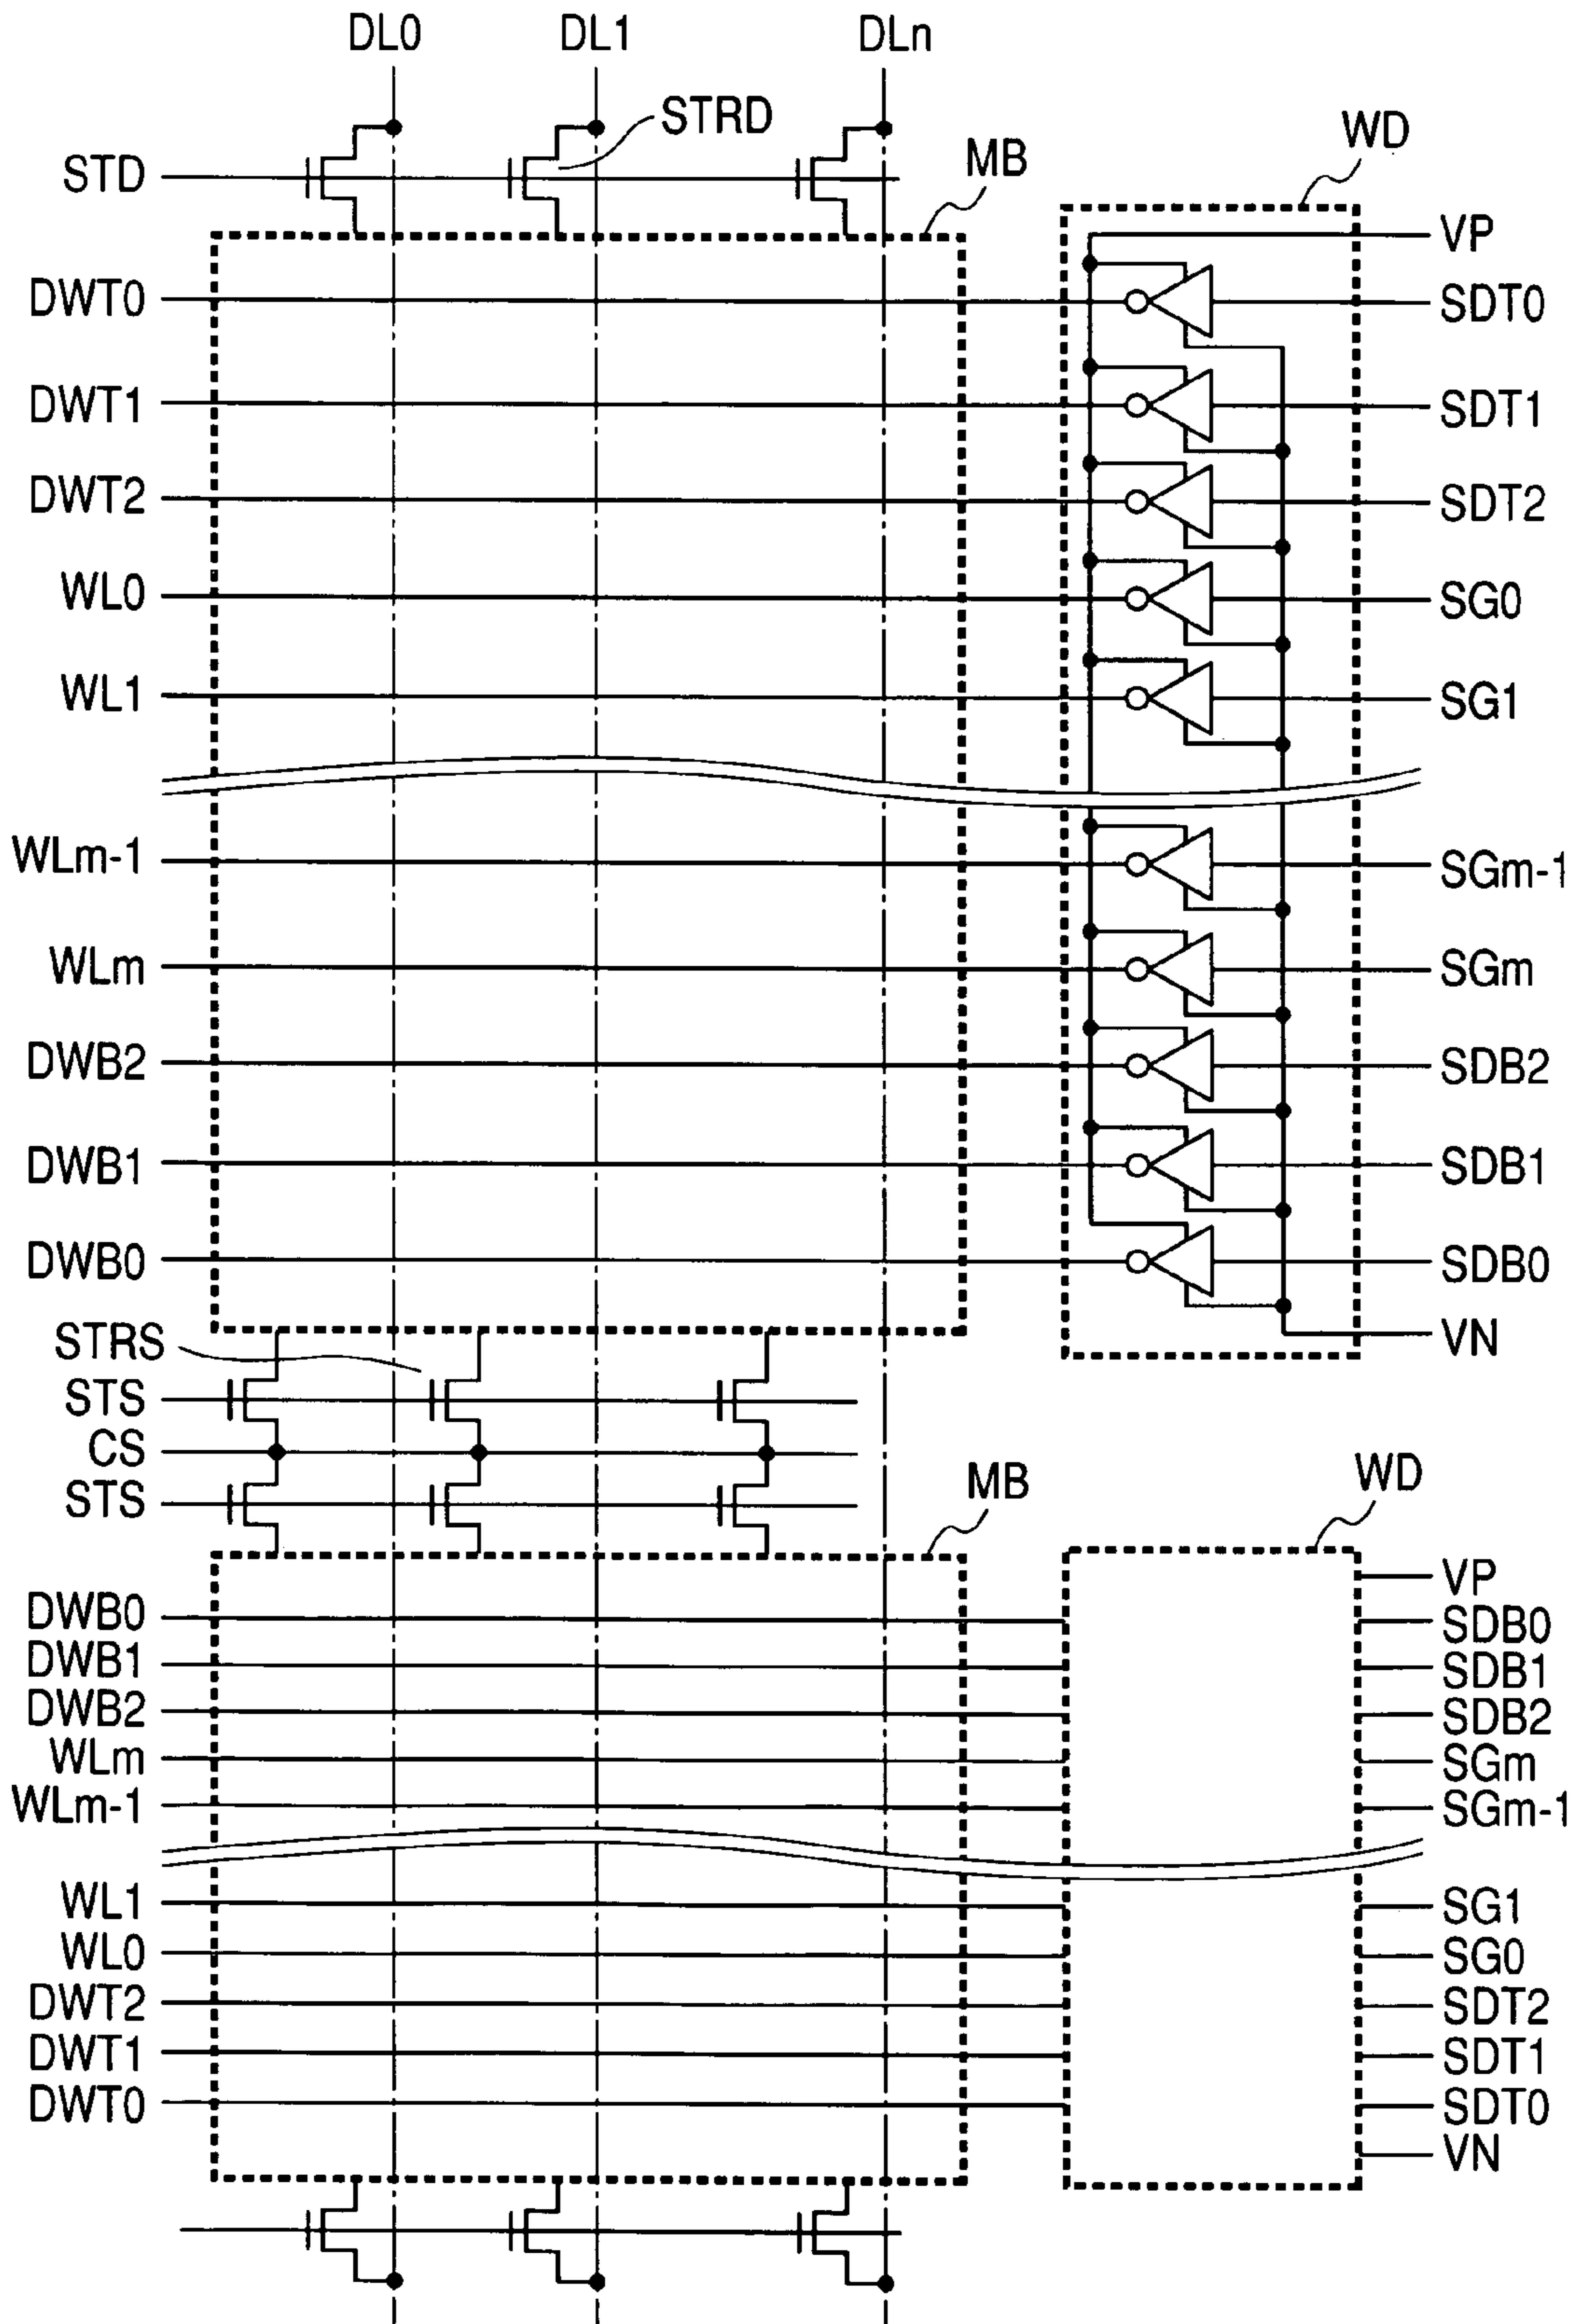 DL0 DL1 DLn
STRD
STD
MB
WD
VP
DWT0 SDT0
DWT1 SDT1
DWT2 SDT2
WL0 SG0
WL1 SG1
WLm-1 SGm-1
WLm SGm
DWB2 SDB2
DWB1 SDB1
DWB0 SDB0
STRS
VN
STS
CS
STS
MB
WD
VP
DWB0 SDB0
DWB1 SDB1
DWB2 SDB2
WLm SGm
WLm-1 SGm-1
WL1 SG1
WL0 SG0
DWT2 SDT2
DWT1 SDT1
DWT0 SDT0
VN